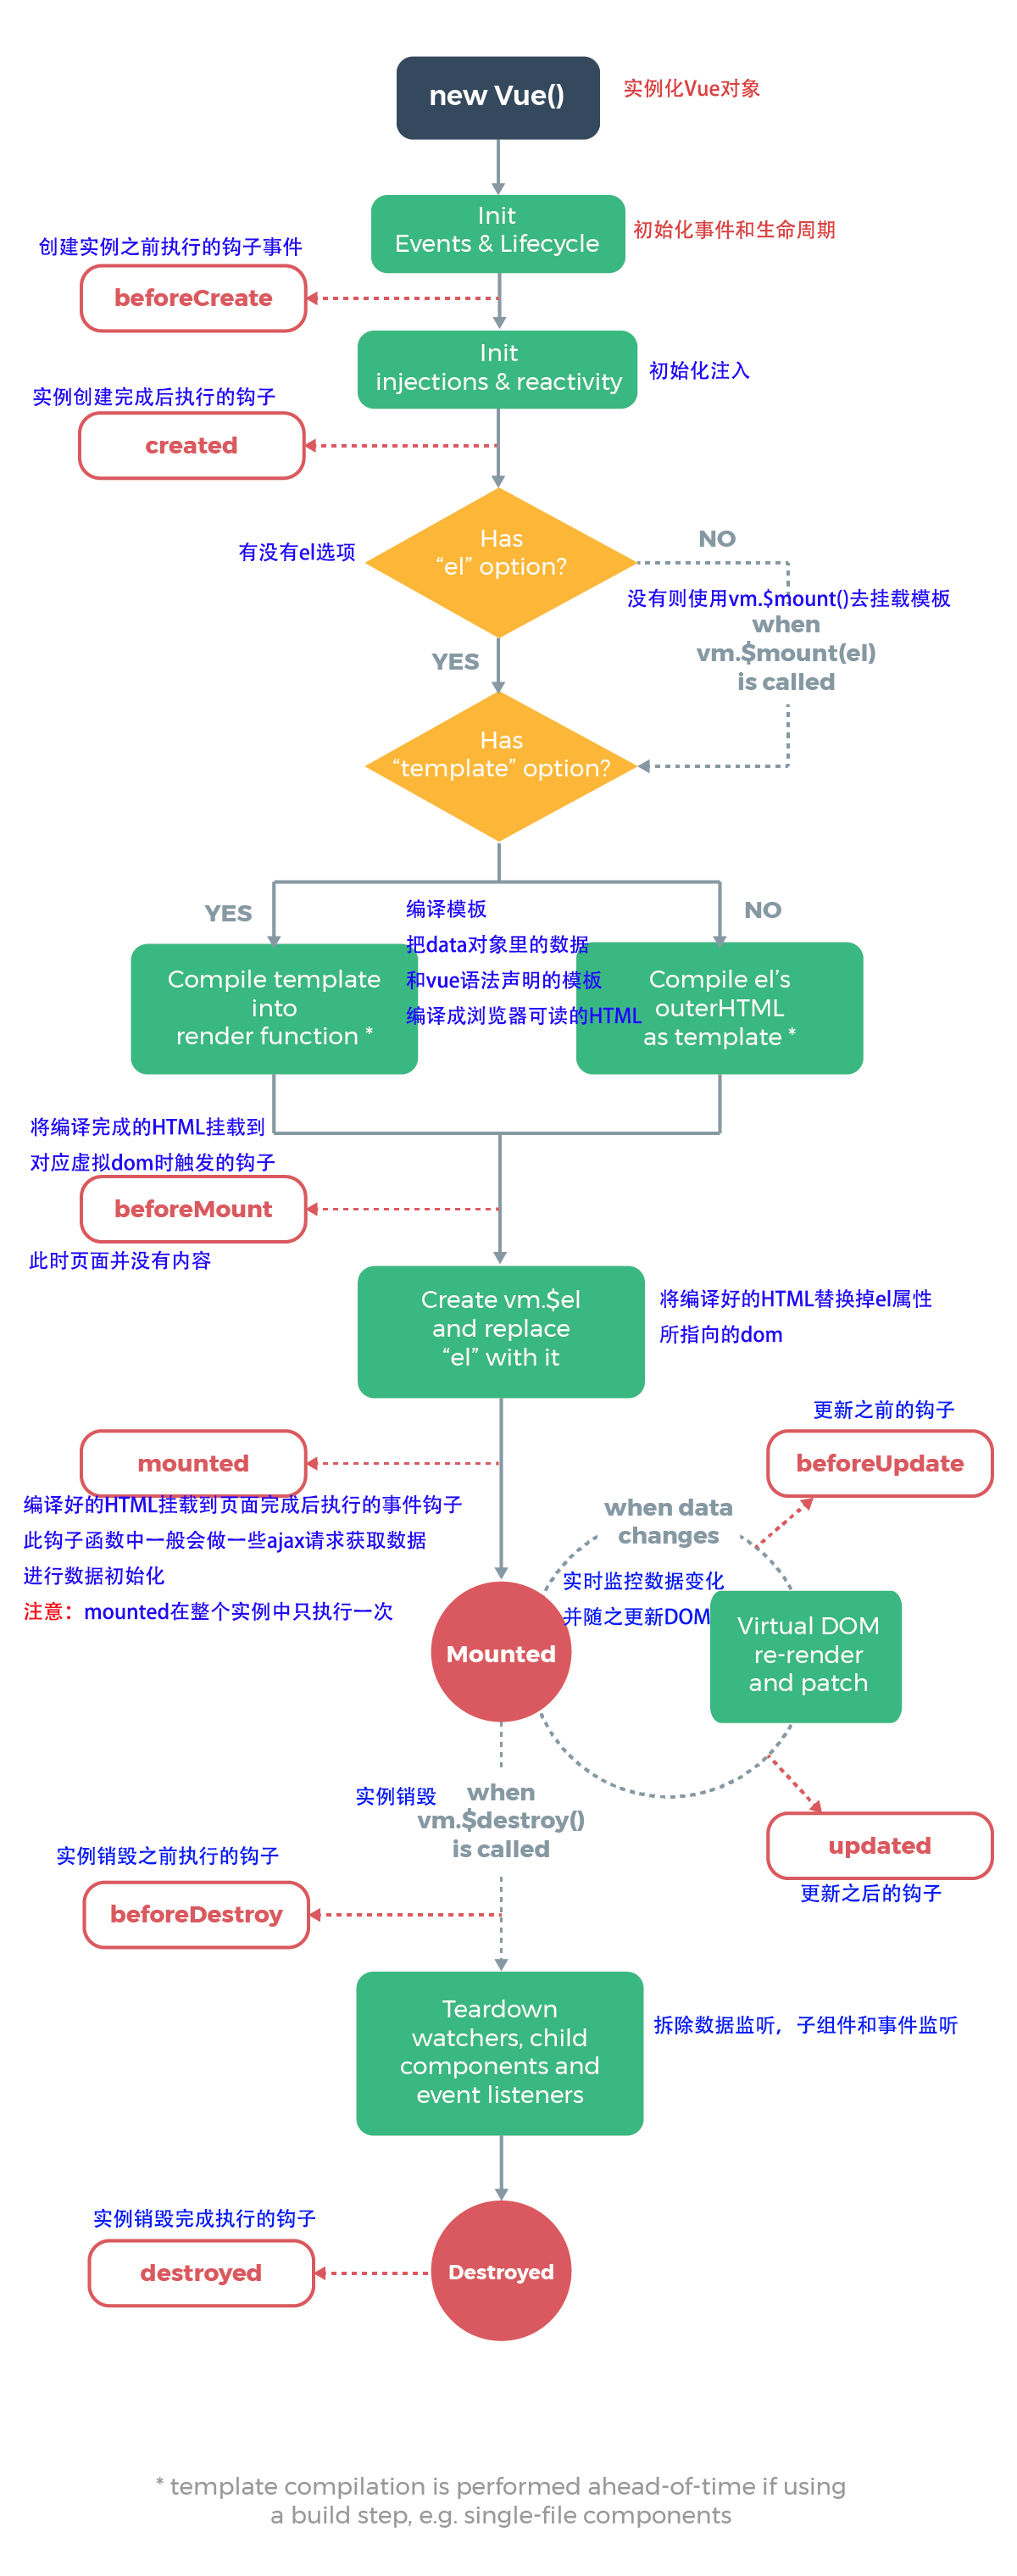 new Vue()
实例化Vue对象
Init
Events & Lifecycle
初始化事件和生命周期
创建实例之前执行的钩子事件
beforeCreate
Init
injections & reactivity
初始化注入
实例创建完成后执行的钩子
created
Has
“el” option?
有没有el选项
NO
没有则使用vm.$mount()去挂载模板
when
vm.$mount(el)
is called
YES
Has
“template” option?
YES
NO
编译模板
把data对象里的数据
和vue语法声明的模板
编译成浏览器可读的HTML
Compile template
into
render function *
Compile el’s
outerHTML
as template *
将编译完成的HTML挂载到
对应虚拟dom时触发的钩子
beforeMount
此时页面并没有内容
Create vm.$el
and replace
“el” with it
将编译好的HTML替换掉el属性
所指向的dom
mounted
编译好的HTML挂载到页面完成后执行的事件钩子
此钩子函数中一般会做一些ajax请求获取数据
进行数据初始化
注意：mounted在整个实例中只执行一次
更新之前的钩子
beforeUpdate
when data
changes
实时监控数据变化
并随之更新DOM
Mounted
Virtual DOM
re-render
and patch
实例销毁
when
vm.$destroy()
is called
updated
更新之后的钩子
实例销毁之前执行的钩子
beforeDestroy
Teardown
watchers, child
components and
event listeners
拆除数据监听，子组件和事件监听
实例销毁完成执行的钩子
destroyed
Destroyed
* template compilation is performed ahead-of-time if using
a build step, e.g. single-file components